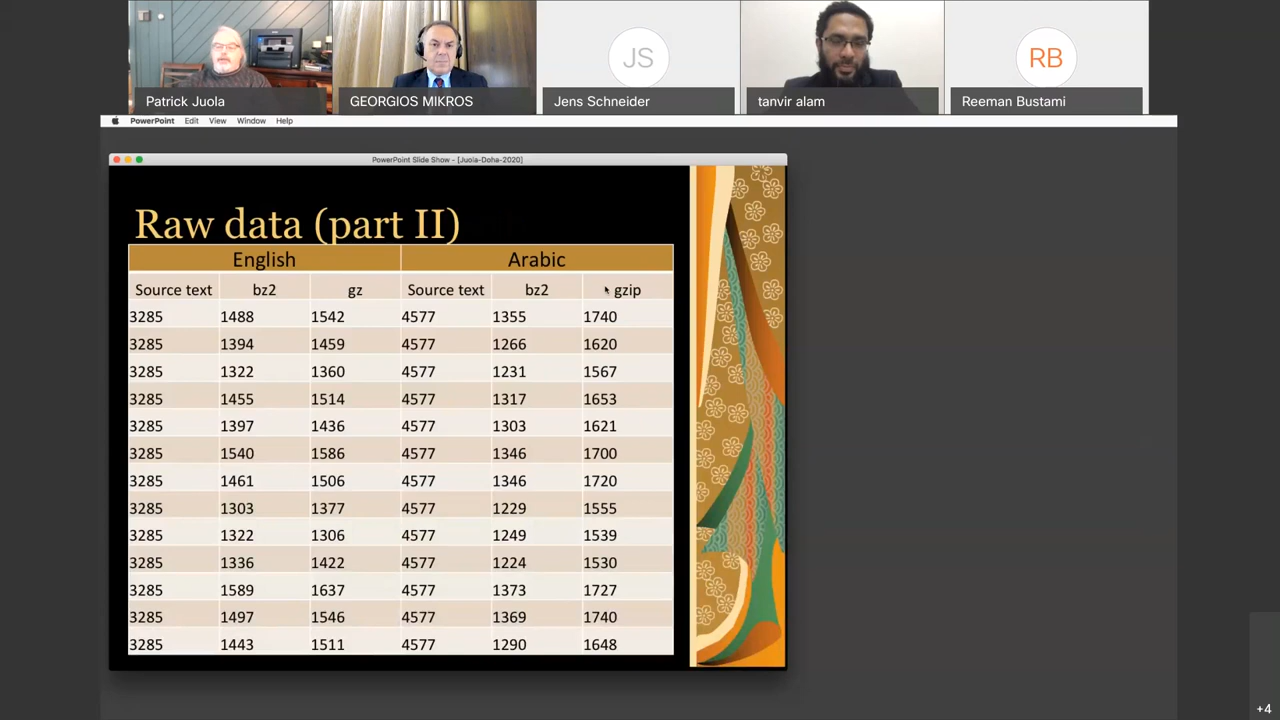 JS
RB
Patrick Juola
GEORGIOS MIKROS
Jens Schneider
tanvir alam
Reeman Bustami
PowerPoint Edit View Window Help
PowerPoint Slide Show - [Juola-Doha-2020]
Raw data (part II)
English Arabic
Source text bz2 gz Source text bz2 gzip
3285 1488 1542 4577 1355 1740
3285 1394 1459 4577 1266 1620
3285 1322 1360 4577 1231 1567
3285 1455 1514 4577 1317 1653
3285 1397 1436 4577 1303 1621
3285 1540 1586 4577 1346 1700
3285 1461 1506 4577 1346 1720
3285 1303 1377 4577 1229 1555
3285 1322 1306 4577 1249 1539
3285 1336 1422 4577 1224 1530
3285 1589 1637 4577 1373 1727
3285 1497 1546 4577 1369 1740
3285 1443 1511 4577 1290 1648
+4